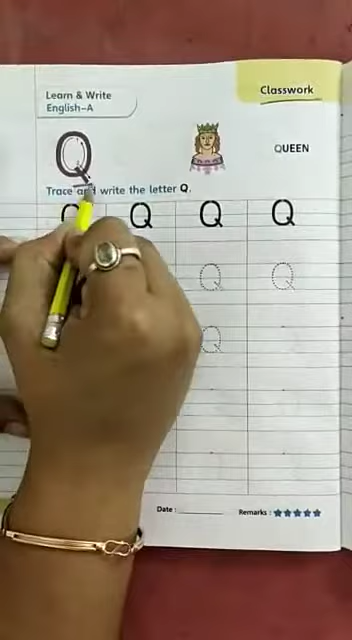 Learn & Write
English-A
Classwork
Q
QUEEN
Trace and write the letter Q.
Q Q Q Q
Q Q
Q
Date :
Remarks :